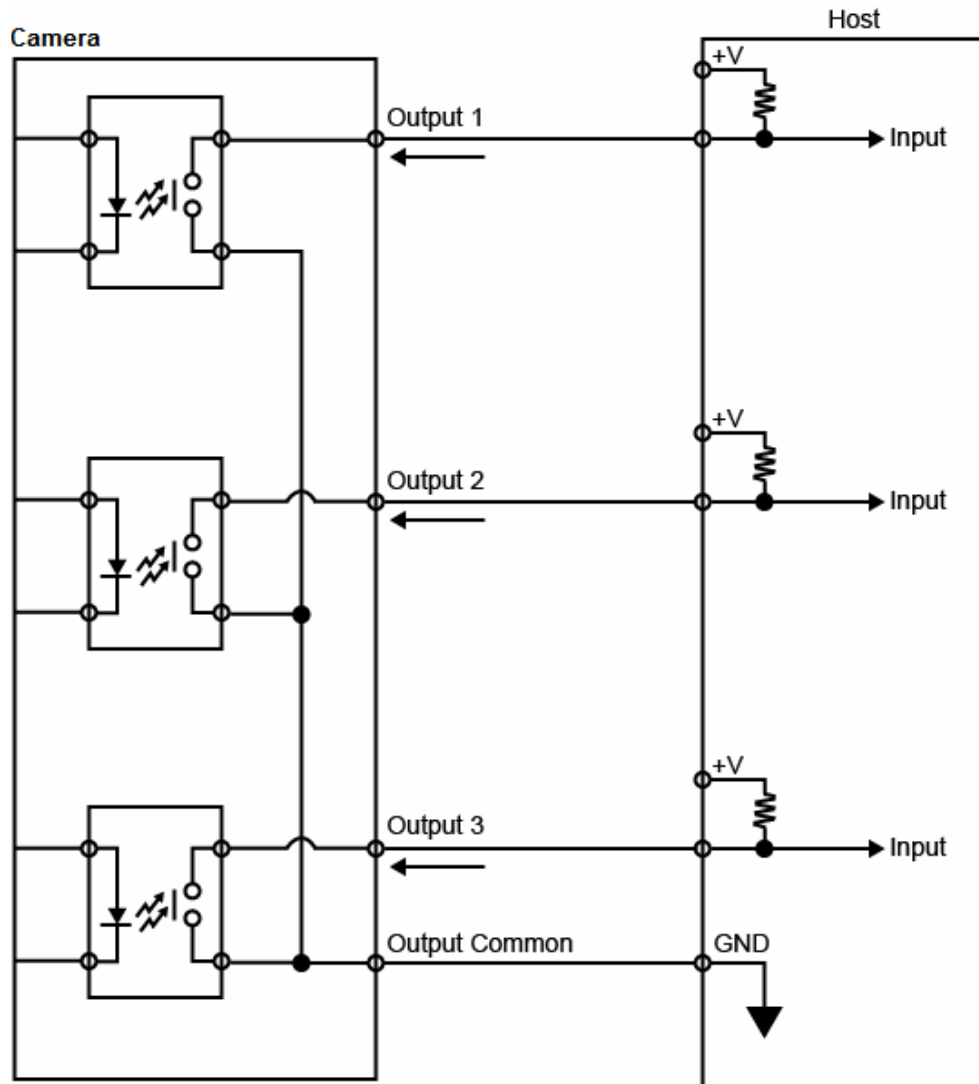 Host
Camera
+V
Output 1
Input
+V
Output 2
Input
+V
Output 3
Input
Output Common
GND